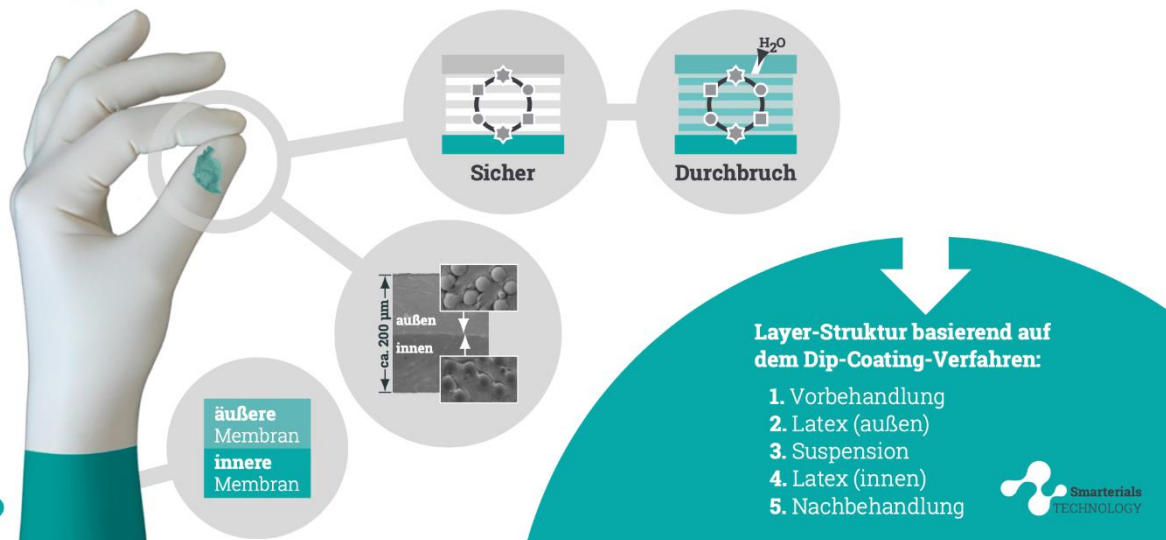 H₂O
Sicher
Durchbruch
ca. 200 µm
außen
innen
äußere
Membran
innere
Membran
Layer-Struktur basierend auf
dem Dip-Coating-Verfahren:
1. Vorbehandlung
2. Latex (außen)
3. Suspension
4. Latex (innen)
5. Nachbehandlung
Smarterials
TECHNOLOGY